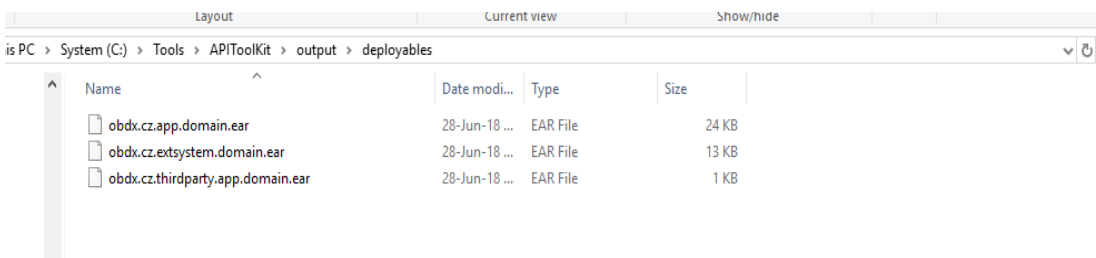 Layout Current view Show/hide
is PC > System (C:) > Tools > APIToolKit > output > deployables
Name Date modi... Type Size
obdx.cz.app.domain.ear 28-Jun-18 ... EAR File 24 KB
obdx.cz.extsystem.domain.ear 28-Jun-18 ... EAR File 13 KB
obdx.cz.thirdparty.app.domain.ear 28-Jun-18 ... EAR File 1 KB